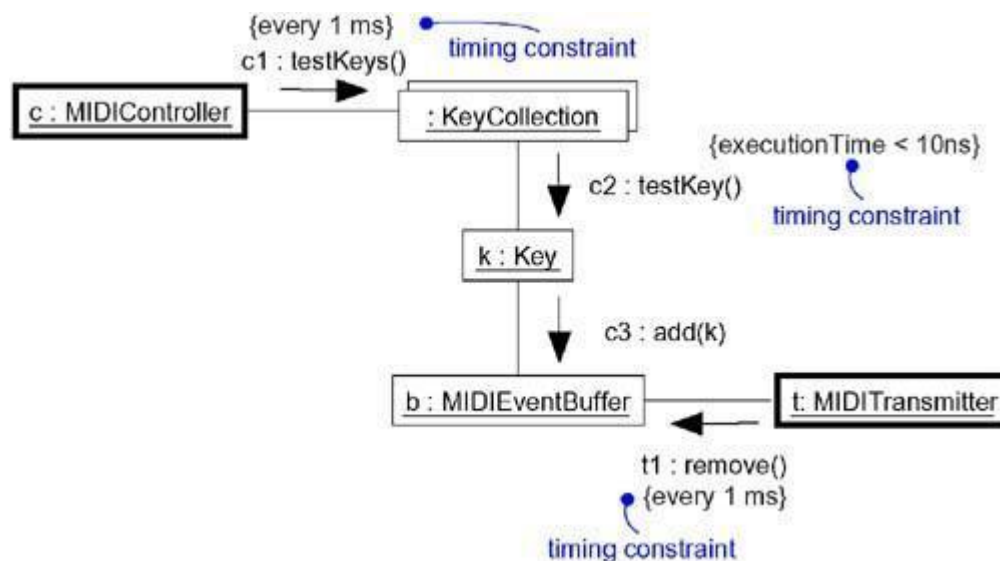 {every 1 ms}
timing constraint
c1 : testKeys()
c : MIDIController
: KeyCollection
{executionTime < 10ns}
c2 : testKey()
timing constraint
k : Key
c3 : add(k)
b : MIDIEventBuffer
t: MIDITransmitter
t1 : remove()
{every 1 ms}
timing constraint